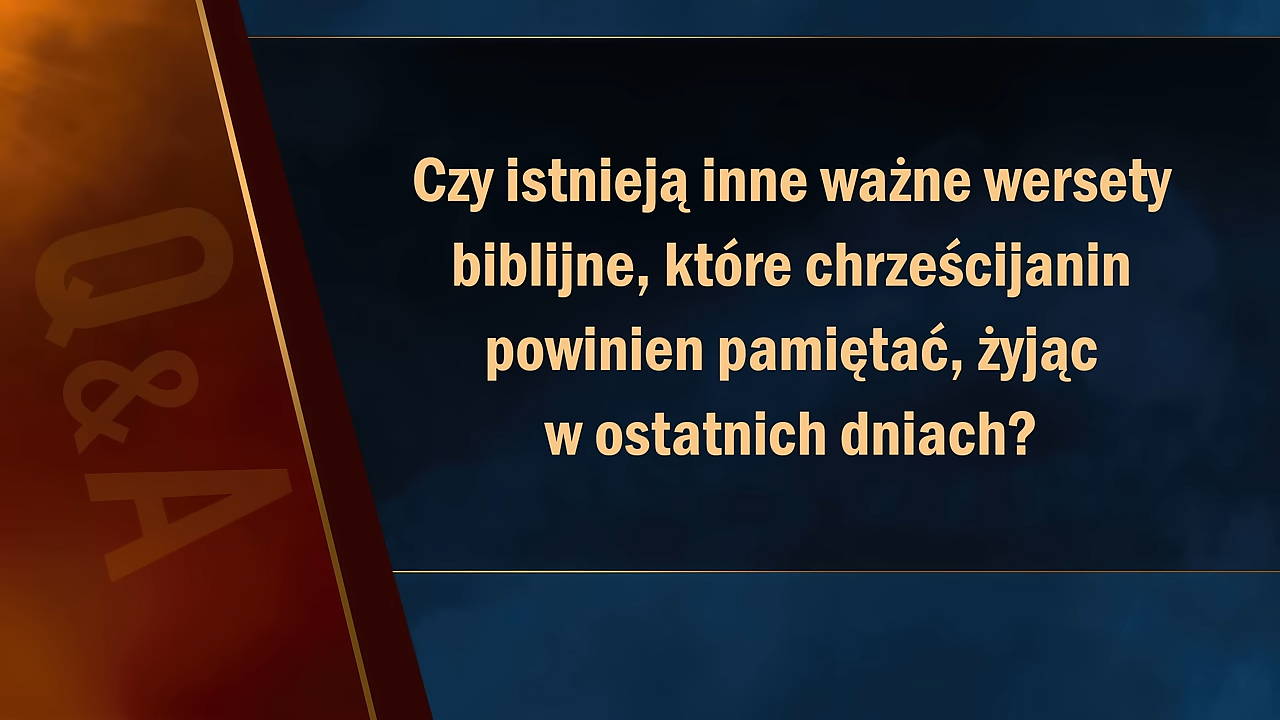 Czy istnieją inne ważne wersety
biblijne, które chrześcijanin
powinien pamiętać, żyjąc
w ostatnich dniach?
Q & A